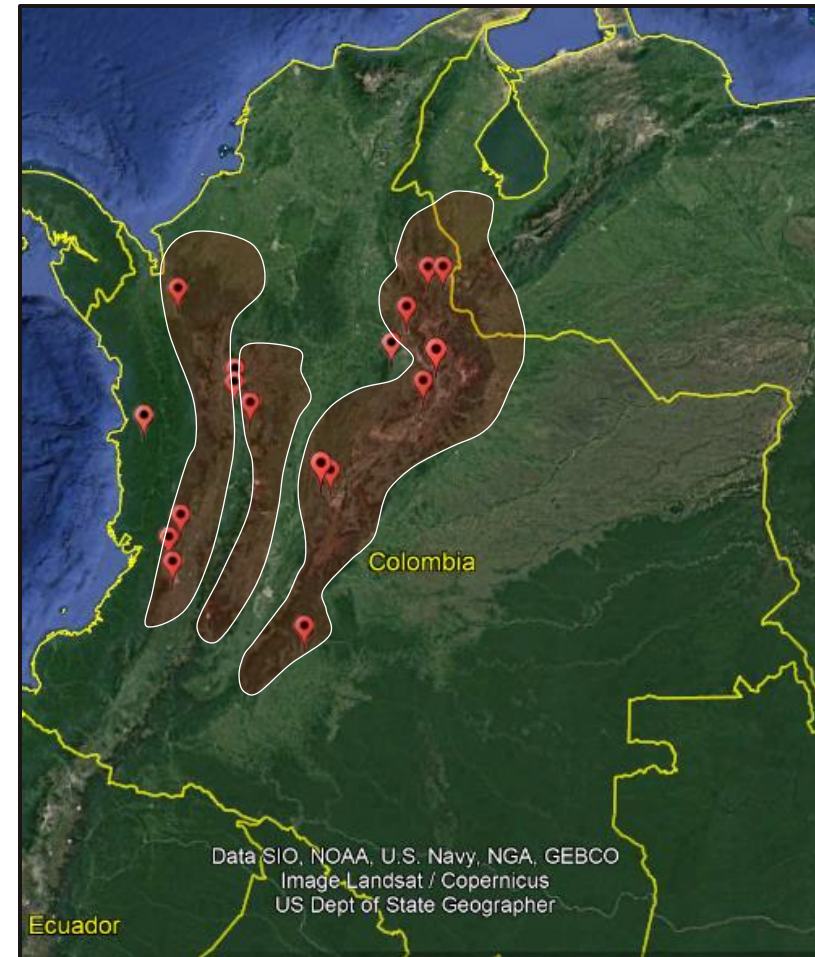 Colombia
Data SIO, NOAA, U.S. Navy, NGA, GEBCO
Image Landsat / Copernicus
US Dept of State Geographer
Ecuador